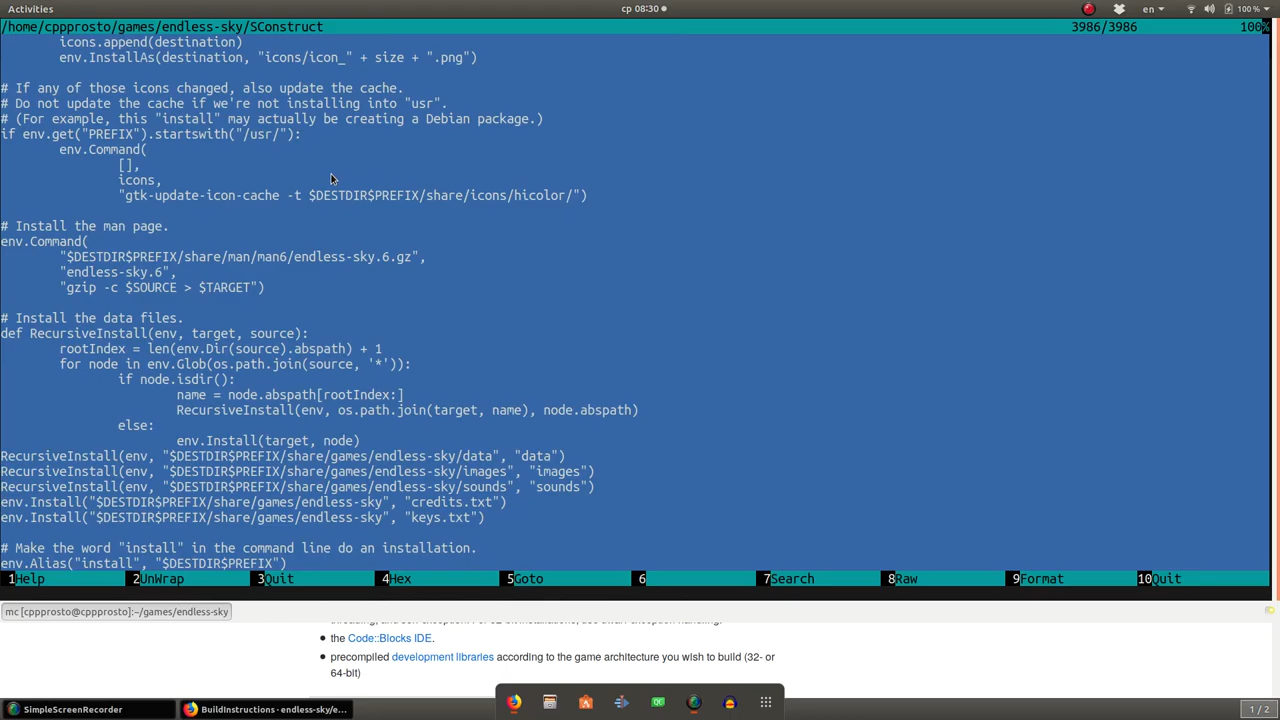 Activities
ср 08:30
en
100 %
/home/cppprosto/games/endless-sky/SConstruct 3986/3986 100%
icons.append(destination)
env.InstallAs(destination, "icons/icon_" + size + ".png")
# If any of those icons changed, also update the cache.
# Do not update the cache if we're not installing into "usr".
# (For example, this "install" may actually be creating a Debian package.)
if env.get("PREFIX").startswith("/usr/"):
env.Command(
[],
icons,
"gtk-update-icon-cache -t $DESTDIR$PREFIX/share/icons/hicolor/")
# Install the man page.
env.Command(
"$DESTDIR$PREFIX/share/man/man6/endless-sky.6.gz",
"endless-sky.6",
"gzip -c $SOURCE > $TARGET")
# Install the data files.
def RecursiveInstall(env, target, source):
rootIndex = len(env.Dir(source).abspath) + 1
for node in env.Glob(os.path.join(source, '*')):
if node.isdir():
name = node.abspath[rootIndex:]
RecursiveInstall(env, os.path.join(target, name), node.abspath)
else:
env.Install(target, node)
RecursiveInstall(env, "$DESTDIR$PREFIX/share/games/endless-sky/data", "data")
RecursiveInstall(env, "$DESTDIR$PREFIX/share/games/endless-sky/images", "images")
RecursiveInstall(env, "$DESTDIR$PREFIX/share/games/endless-sky/sounds", "sounds")
env.Install("$DESTDIR$PREFIX/share/games/endless-sky", "credits.txt")
env.Install("$DESTDIR$PREFIX/share/games/endless-sky", "keys.txt")
# Make the word "install" in the command line do an installation.
env.Alias("install", "$DESTDIR$PREFIX")
1Help 2UnWrap 3Quit 4Hex 5Goto 6 7Search 8Raw 9Format 10Quit
mc [cppprosto@cppprosto]:~/games/endless-sky
the Code::Blocks IDE.
precompiled development libraries according to the game architecture you wish to build (32- or
64-bit)
SimpleScreenRecorder
BuildInstructions · endless-sky/e...
1 / 2